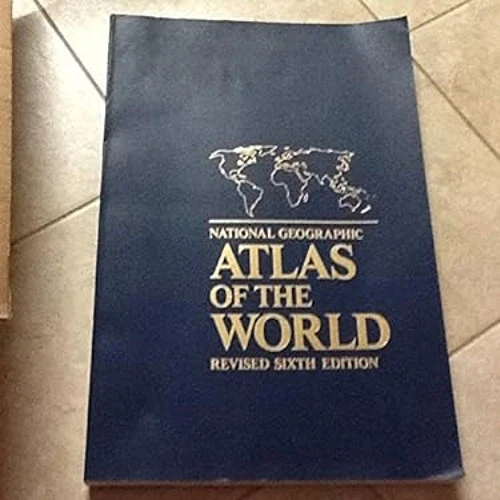 NATIONAL GEOGRAPHIC
ATLAS
OF THE
WORLD
REVISED SIXTH EDITION